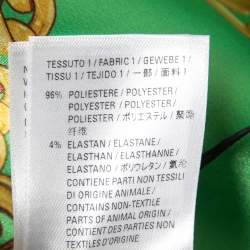 TESSUTO 1 / FABRIC 1 / GEWEBE 1 /
TISSU 1 / TEJIDO 1 / 一部 / 面料 1
96% POLIESTERE / POLYESTER /
POLYESTER / POLYESTER /
POLIESTER / ポリエステル / 聚酯
纤维
4% ELASTAN / ELASTANE /
ELASTHAN / ELASTHANNE /
ELASTANO / ポリウレタン / 氨纶
CONTIENE PARTI NON TESSILI
DI ORIGINE ANIMALE /
CONTAINS NON-TEXTILE
PARTS OF ANIMAL ORIGIN /
CONTIENT DES PARTIES NON
TEXTILES D'ORIGINE